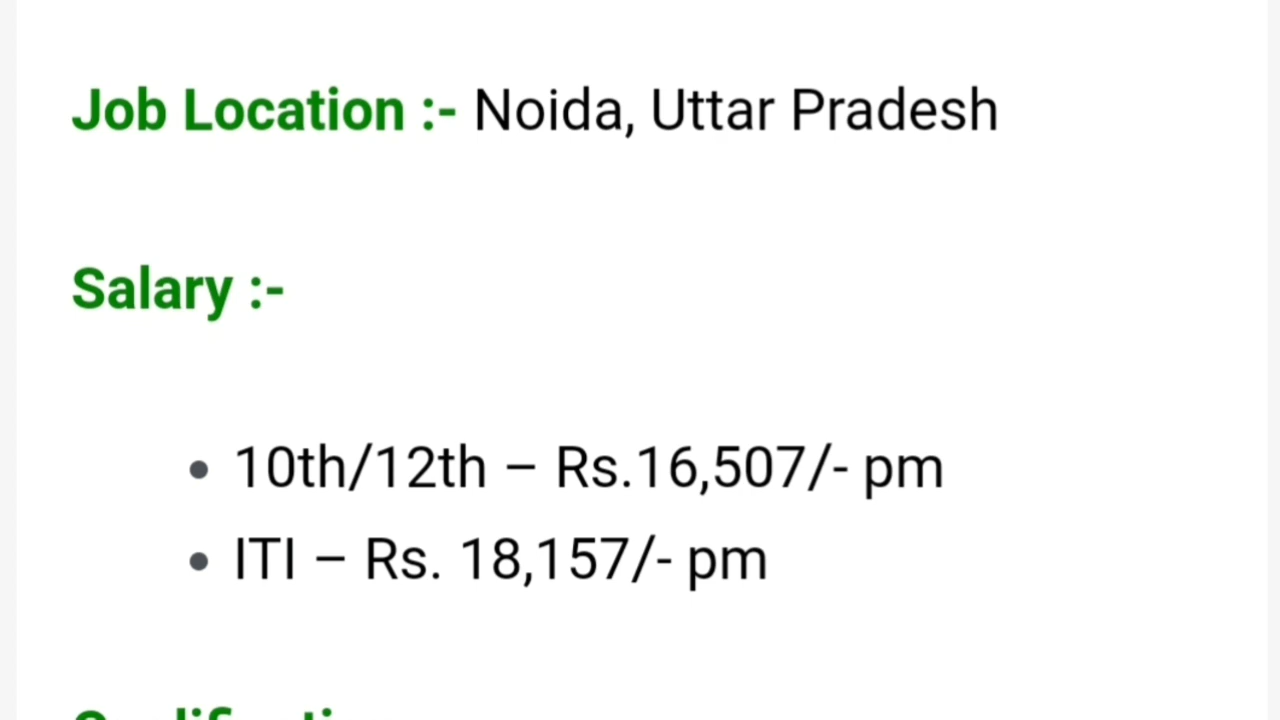 Job Location :- Noida, Uttar Pradesh
Salary :-
10th/12th – Rs.16,507/- pm
ITI – Rs. 18,157/- pm